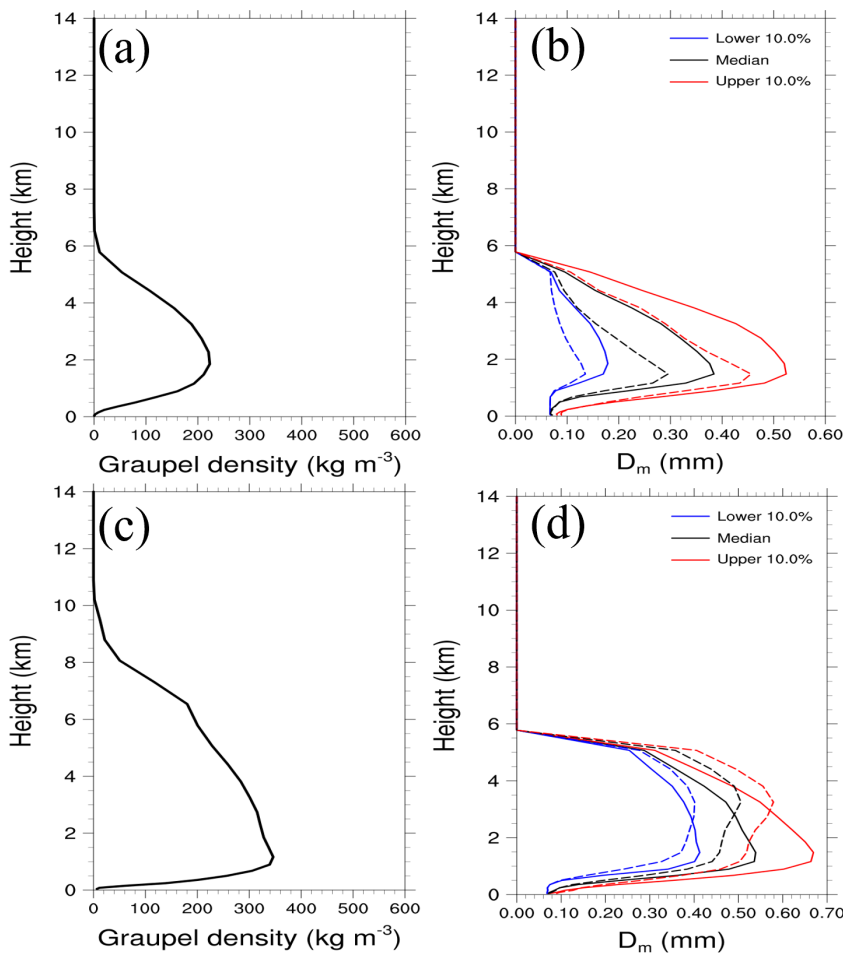 (a)
14
12
10
8
6
4
2
0
Height (km)
0 100 200 300 400 500 600
Graupel density (kg m-3)
(b)
Lower 10.0%
Median
Upper 10.0%
14
12
10
8
6
4
2
0
Height (km)
0.00 0.10 0.20 0.30 0.40 0.50 0.60
Dm (mm)
(c)
14
12
10
8
6
4
2
0
Height (km)
0 100 200 300 400 500 600
Graupel density (kg m-3)
(d)
Lower 10.0%
Median
Upper 10.0%
14
12
10
8
6
4
2
0
Height (km)
0.00 0.10 0.20 0.30 0.40 0.50 0.60 0.70
Dm (mm)